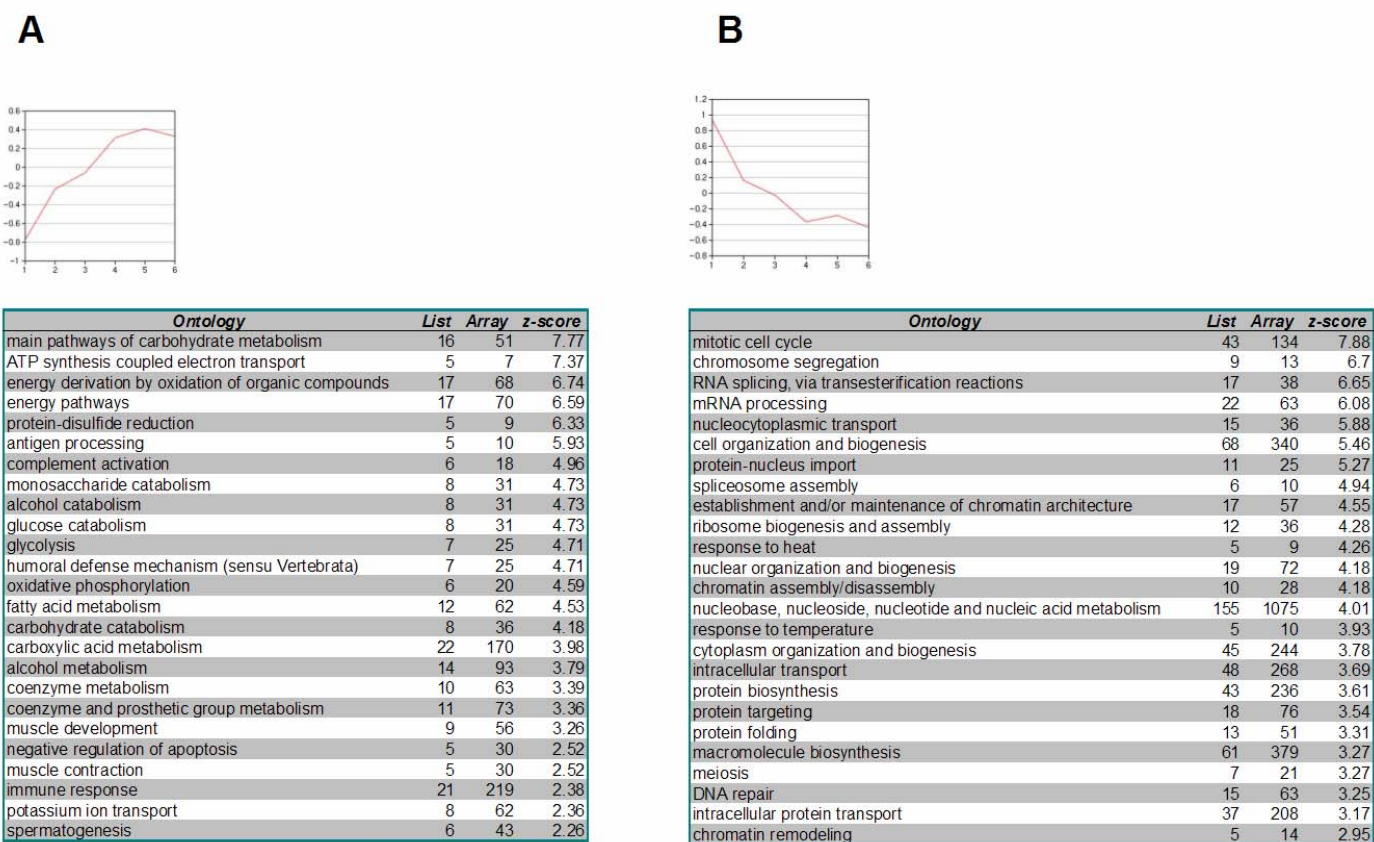 A
B
0.6
0.4
0.2
0
-0.2
-0.4
-0.6
-0.8
-1
1 2 3 4 5 6
1.2
1
0.8
0.6
0.4
0.2
0
-0.2
-0.4
-0.6
-0.8
1 2 3 4 5 6
Ontology List Array z-score
main pathways of carbohydrate metabolism 16 51 7.77
ATP synthesis coupled electron transport 5 7 7.37
energy derivation by oxidation of organic compounds 17 68 6.74
energy pathways 17 70 6.59
protein-disulfide reduction 5 9 6.33
antigen processing 5 10 5.93
complement activation 6 18 4.96
monosaccharide catabolism 8 31 4.73
alcohol catabolism 8 31 4.73
glucose catabolism 8 31 4.73
glycolysis 7 25 4.71
humoral defense mechanism (sensu Vertebrata) 7 25 4.71
oxidative phosphorylation 6 20 4.59
fatty acid metabolism 12 62 4.53
carbohydrate catabolism 8 36 4.18
carboxylic acid metabolism 22 170 3.98
alcohol metabolism 14 93 3.79
coenzyme metabolism 10 63 3.39
coenzyme and prosthetic group metabolism 11 73 3.36
muscle development 9 56 3.26
negative regulation of apoptosis 5 30 2.52
muscle contraction 5 30 2.52
immune response 21 219 2.38
potassium ion transport 8 62 2.36
spermatogenesis 6 43 2.26
Ontology List Array z-score
mitotic cell cycle 43 134 7.88
chromosome segregation 9 13 6.7
RNA splicing, via transesterification reactions 17 38 6.65
mRNA processing 22 63 6.08
nucleocytoplasmic transport 15 36 5.88
cell organization and biogenesis 68 340 5.46
protein-nucleus import 11 25 5.27
spliceosome assembly 6 10 4.94
establishment and/or maintenance of chromatin architecture 17 57 4.55
ribosome biogenesis and assembly 12 36 4.28
response to heat 5 9 4.26
nuclear organization and biogenesis 19 72 4.18
chromatin assembly/disassembly 10 28 4.18
nucleobase, nucleoside, nucleotide and nucleic acid metabolism 155 1075 4.01
response to temperature 5 10 3.93
cytoplasm organization and biogenesis 45 244 3.78
intracellular transport 48 268 3.69
protein biosynthesis 43 236 3.61
protein targeting 18 76 3.54
protein folding 13 51 3.31
macromolecule biosynthesis 61 379 3.27
meiosis 7 21 3.27
DNA repair 15 63 3.25
intracellular protein transport 37 208 3.17
chromatin remodeling 5 14 2.95